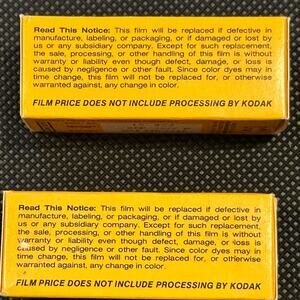 Read This Notice: This film will be replaced if defective in
manufacture, labeling, or packaging, or if damaged or lost by
us or any subsidiary company. Except for such replacement,
the sale, processing, or other handling of this film is without
warranty or liability even though defect, damage, or loss is
caused by negligence or other fault. Since color dyes may in
time change, this film will not be replaced for, or otherwise
warranted against, any change in color.
FILM PRICE DOES NOT INCLUDE PROCESSING BY KODAK
Read This Notice: This film will be replaced if defective in
manufacture, labeling, or packaging, or if damaged or lost by
us or any subsidiary company. Except for such replacement,
the sale, processing, or other handling of this film is without
warranty or liability even though defect, damage, or loss is
caused by negligence or other fault. Since color dyes may in
time change, this film will not be replaced for, or otherwise
warranted against, any change in color.
FILM PRICE DOES NOT INCLUDE PROCESSING BY KODAK